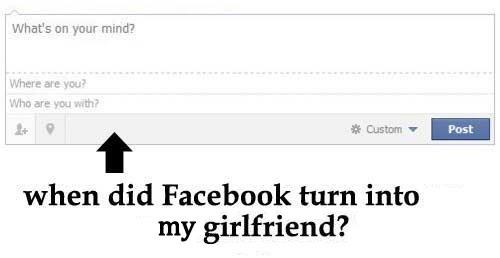 What's on your mind?
Where are you?
Who are you with?
Custom Post
when did Facebook turn into
my girlfriend?